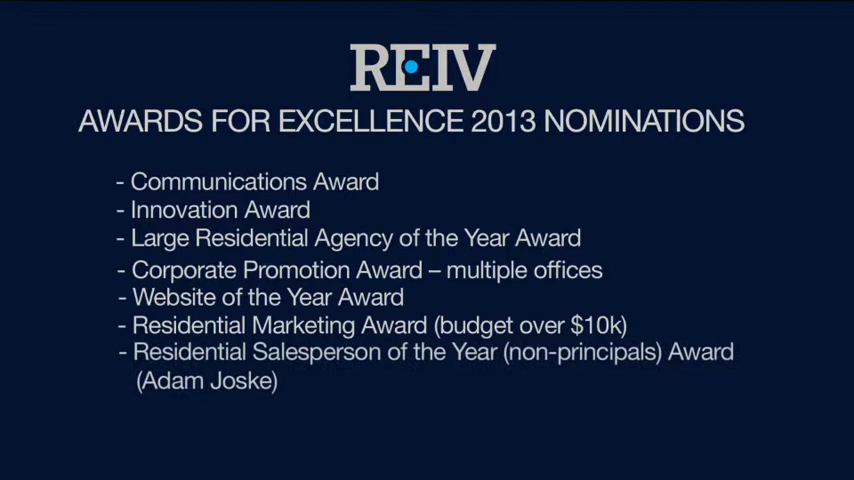 REIV
AWARDS FOR EXCELLENCE 2013 NOMINATIONS
- Communications Award
- Innovation Award
- Large Residential Agency of the Year Award
- Corporate Promotion Award – multiple offices
- Website of the Year Award
- Residential Marketing Award (budget over $10k)
- Residential Salesperson of the Year (non-principals) Award
(Adam Joske)